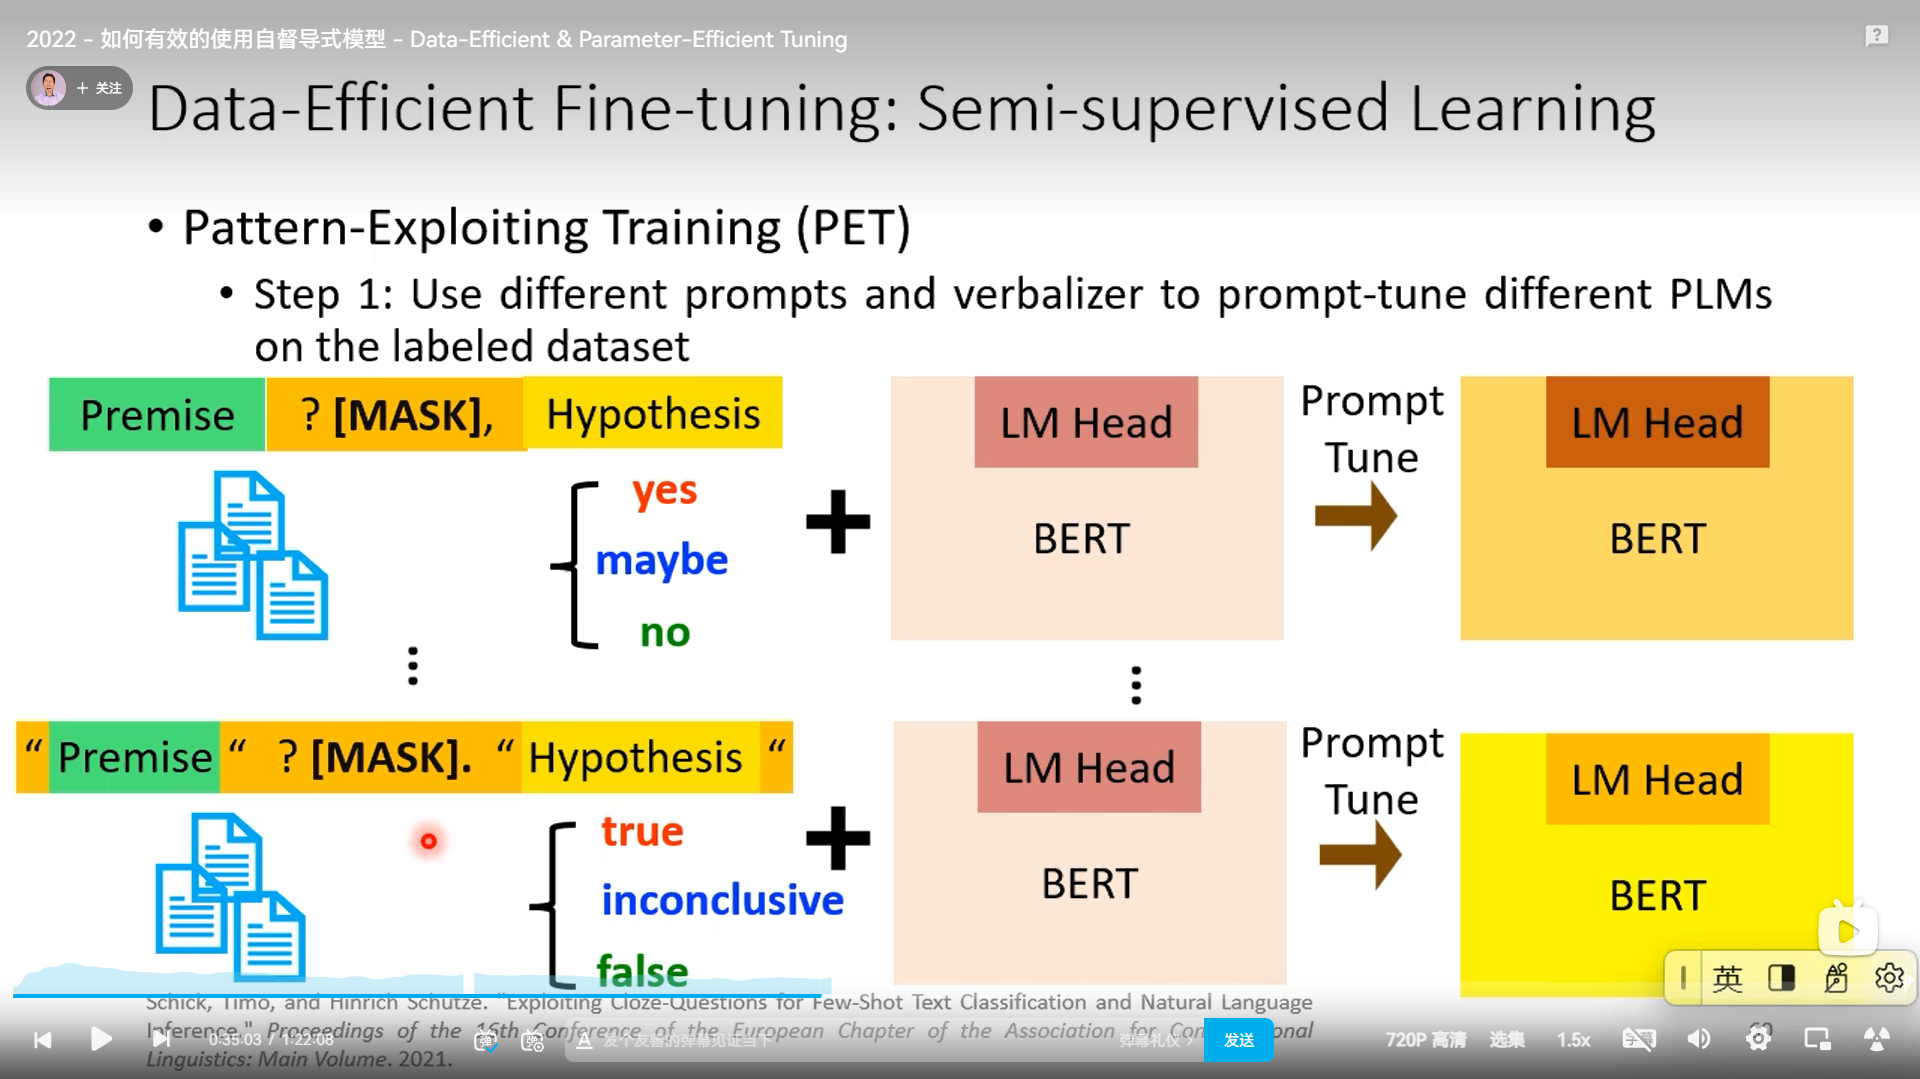 2022 - 如何有效的使用自督导式模型 - Data-Efficient & Parameter-Efficient Tuning
+ 关注
Data-Efficient Fine-tuning: Semi-supervised Learning
• Pattern-Exploiting Training (PET)
• Step 1: Use different prompts and verbalizer to prompt-tune different PLMs
on the labeled dataset
Premise ? [MASK], Hypothesis
yes
maybe
no
LM Head
BERT
Prompt
Tune
LM Head
BERT
“ Premise “ ? [MASK]. “ Hypothesis “
true
inconclusive
false
LM Head
BERT
Prompt
Tune
LM Head
BERT
英
Schick, Timo, and Hinrich Schütze. "Exploiting Cloze-Questions for Few-Shot Text Classification and Natural Language
Inference." Proceedings of the 16th Conference of the European Chapter of the Association for
Linguistics: Main Volume. 2021.
0:35:03 / 1:22:08
弹
弹
发个友善的弹幕见证当下
弹幕礼仪 >
发送
720P 高清
选集
1.5x
字幕